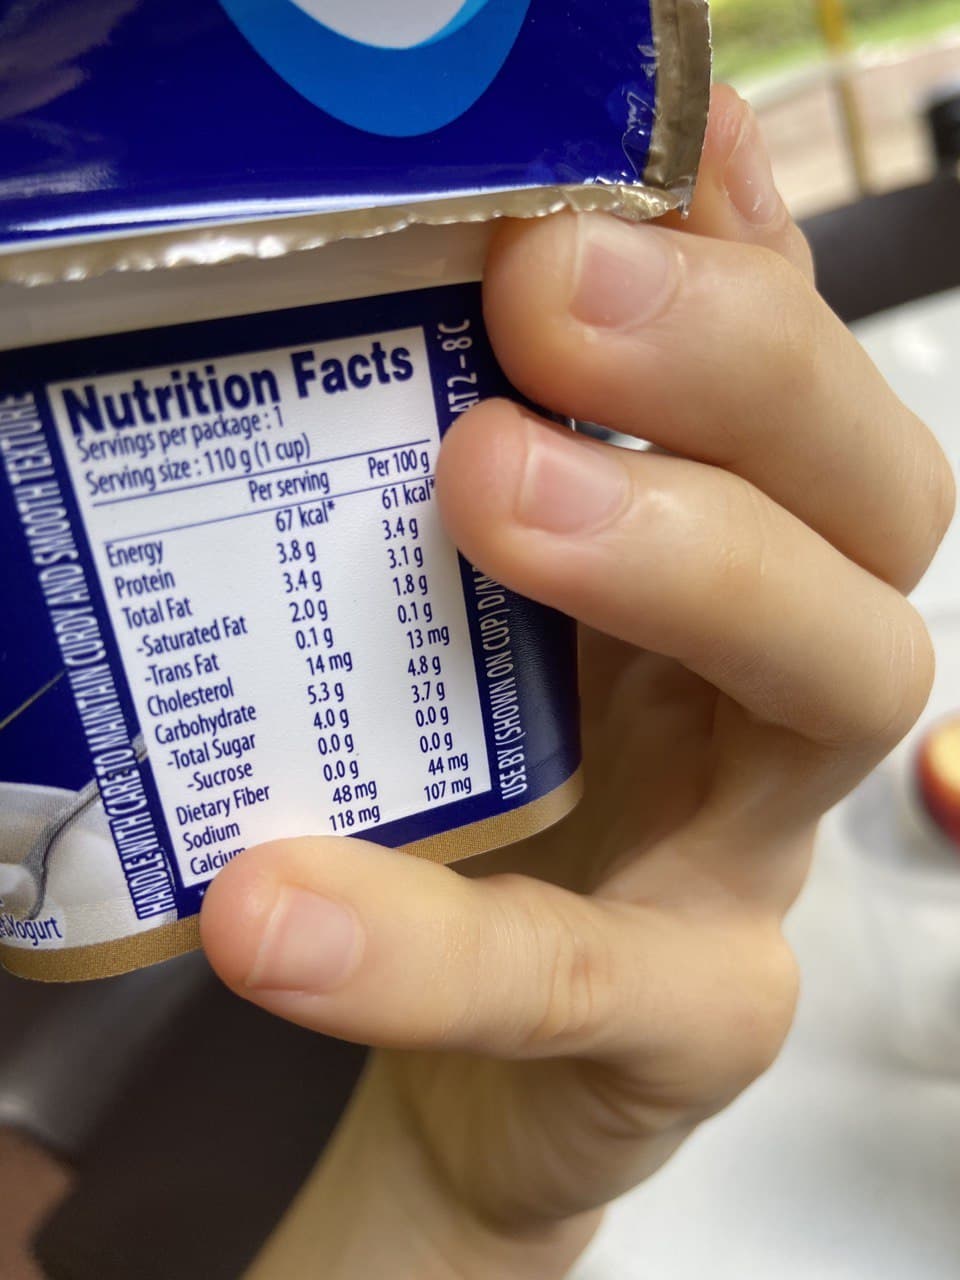 Nutrition Facts
Servings per package : 1
Serving size : 110 g (1 cup)
Per serving Per 100 g
Energy 67 kcal* 61 kcal*
Protein 3.8 g 3.4 g
Total Fat 3.4 g 3.1 g
-Saturated Fat 2.0 g 1.8 g
-Trans Fat 0.1 g 0.1 g
Cholesterol 14 mg 13 mg
Carbohydrate 5.3 g 4.8 g
-Total Sugar 4.0 g 3.7 g
-Sucrose 0.0 g 0.0 g
Dietary Fiber 0.0 g 0.0 g
Sodium 48 mg 44 mg
Calcium 118 mg 107 mg
HANDLE WITH CARE TO MAINTAIN CURDY AND SMOOTH TEXTURE
USE BY (SHOWN ON CUP)
AT 2 - 8°C
Yogurt